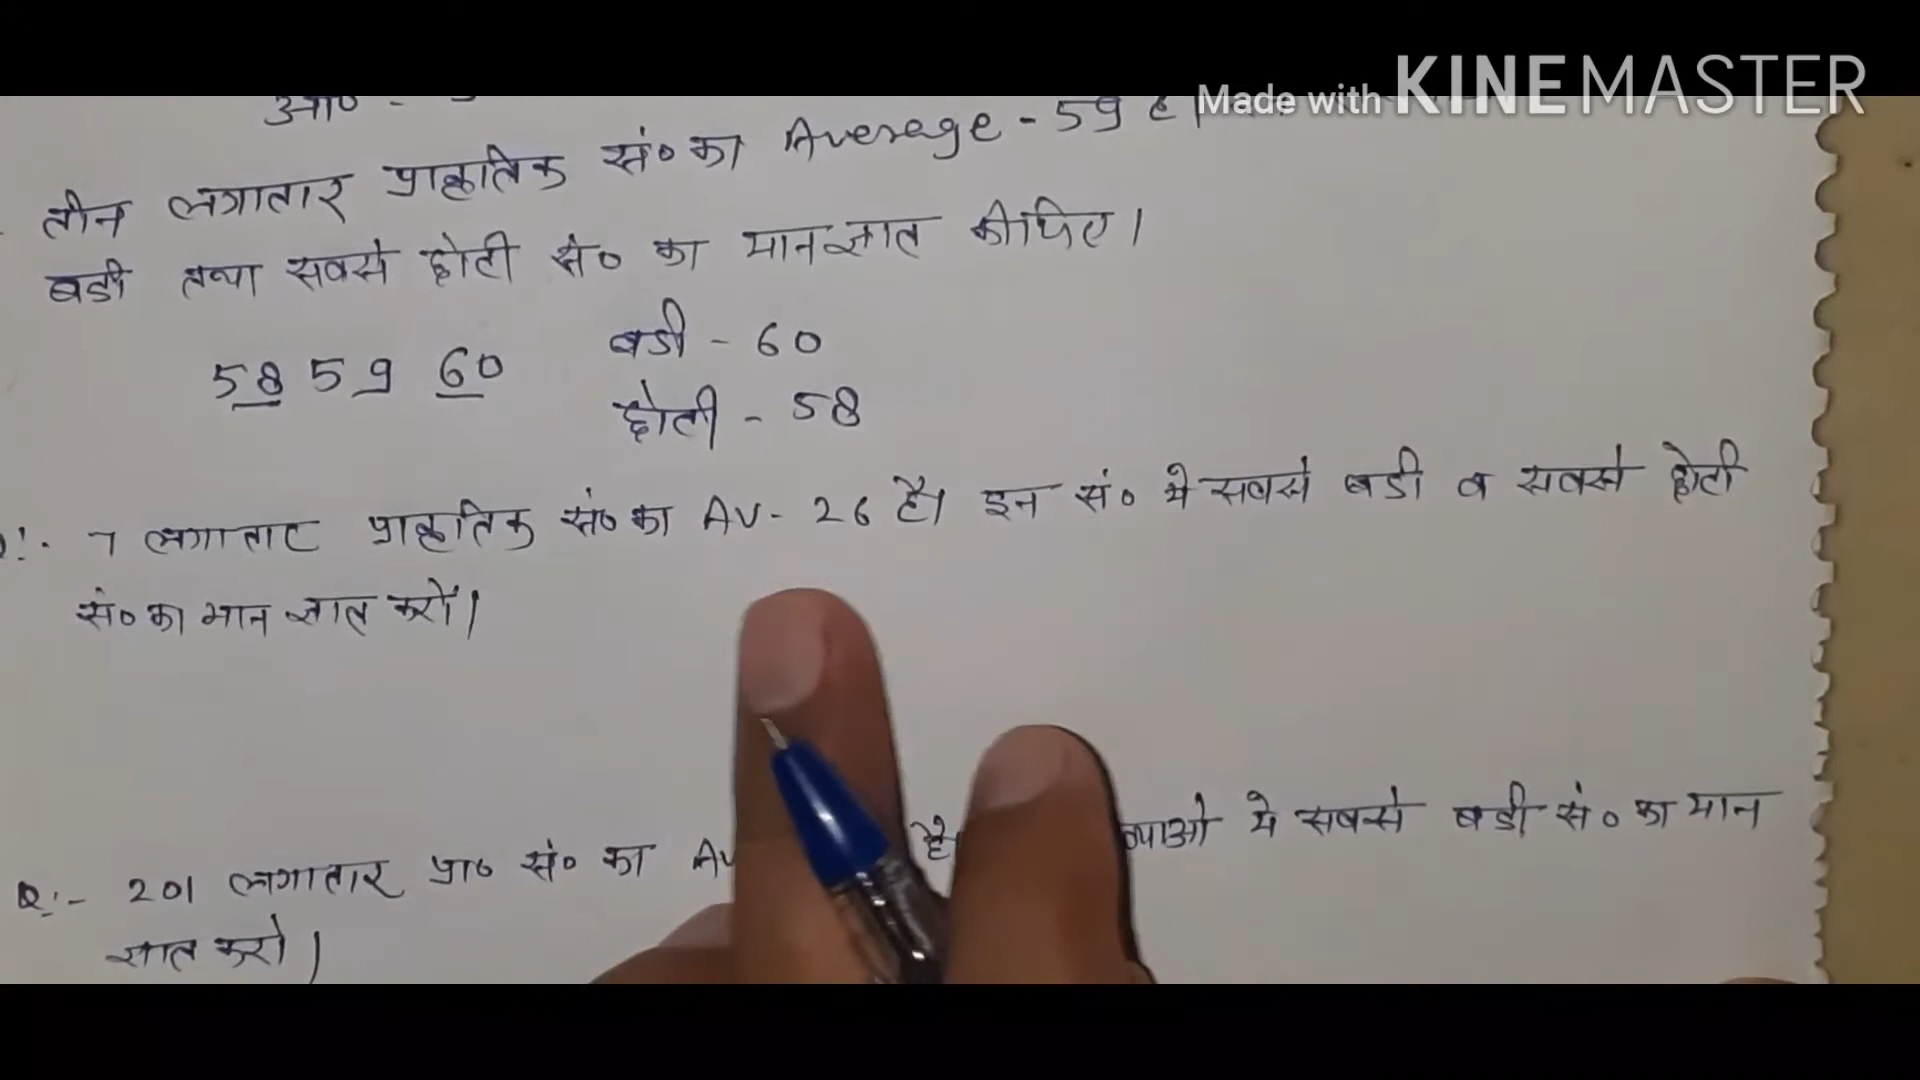 Made with KINEMASTER
तीन लगातार प्राकृतिक सं० का Average - 59
बडी तथा सबसे छोटी सं० का मान ज्ञात कीजिए।
58 59 60 बडी - 60
छोटी - 58
7 लगातार प्राकृतिक सं० का AV - 26 है। इन सं० मे सबसे बडी व सबसे छोटी
सं० का मान ज्ञात करो।
Q:- 201 लगातार प्रा० सं० का Av है मे सबसे बडी सं० का मान
ज्ञात करो।